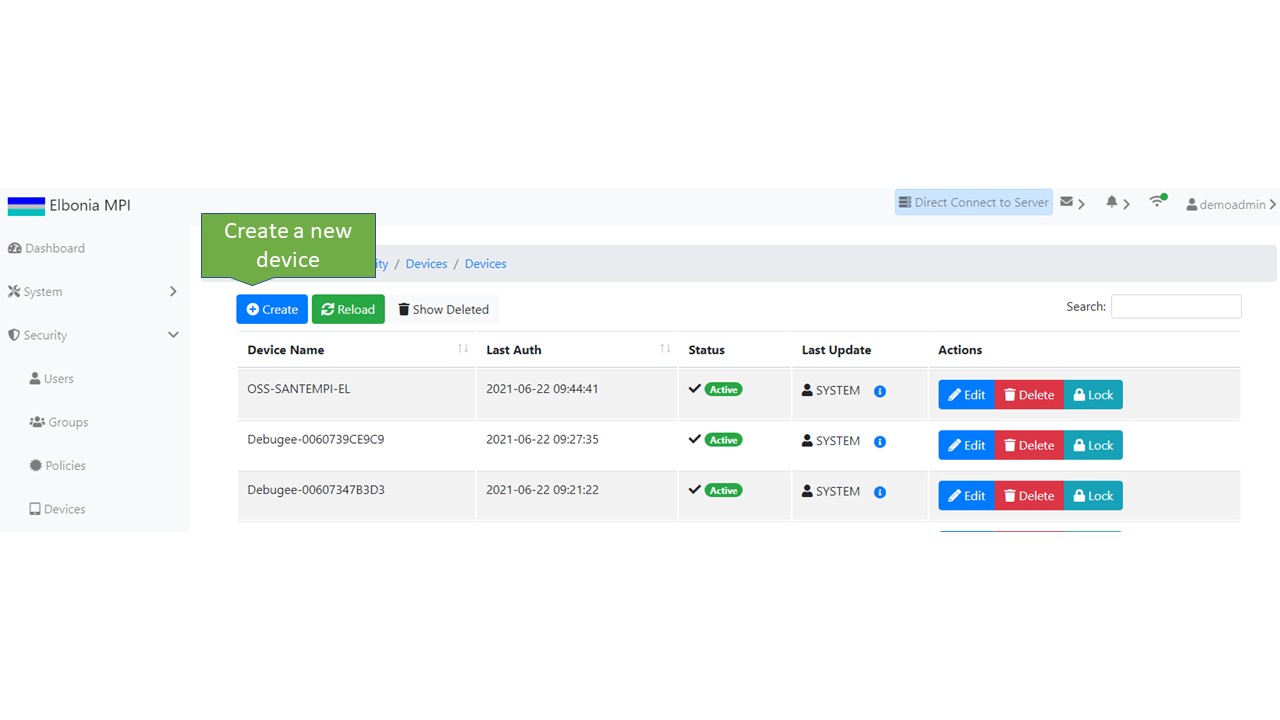 Elbonia MPI
Direct Connect to Server
demoadmin
Create a new
device
Dashboard
ity / Devices / Devices
System
Create Reload Show Deleted
Search:
Security
Device Name Last Auth Status Last Update Actions
Users
OSS-SANTEMPI-EL 2021-06-22 09:44:41 Active SYSTEM Edit Delete Lock
Groups
Debugee-0060739CE9C9 2021-06-22 09:27:35 Active SYSTEM Edit Delete Lock
Policies
Debugee-00607347B3D3 2021-06-22 09:21:22 Active SYSTEM Edit Delete Lock
Devices